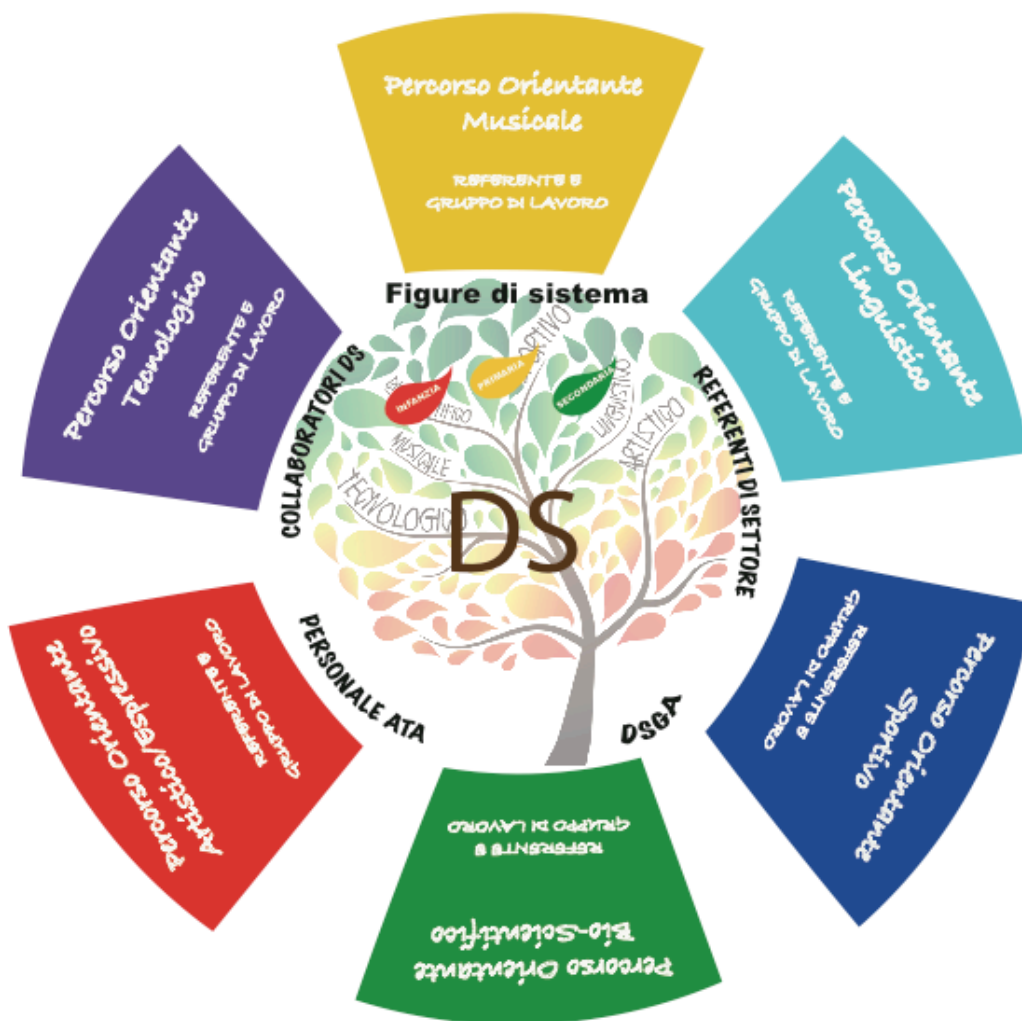 Percorso Orientante
Musicale
REFERENTE E
GRUPPO DI LAVORO
Percorso Orientante
Linguistico
REFERENTE E
GRUPPO DI LAVORO
Percorso Orientante
Sportivo
REFERENTE E
GRUPPO DI LAVORO
Percorso Orientante
Bio-Scientifico
REFERENTE E
GRUPPO DI LAVORO
Percorso Orientante
Artistico/Espressivo
REFERENTE E
GRUPPO DI LAVORO
Percorso Orientante
Tecnologico
REFERENTE E
GRUPPO DI LAVORO
Figure di sistema
COLLABORATORI DS
REFERENTI DI SETTORE
PERSONALE ATA
DSGA
INFANZIA
PRIMARIA
SECONDARIA
MUSICALE
TECNOLOGICO
LINGUISTICO
ARTISTICO
DS